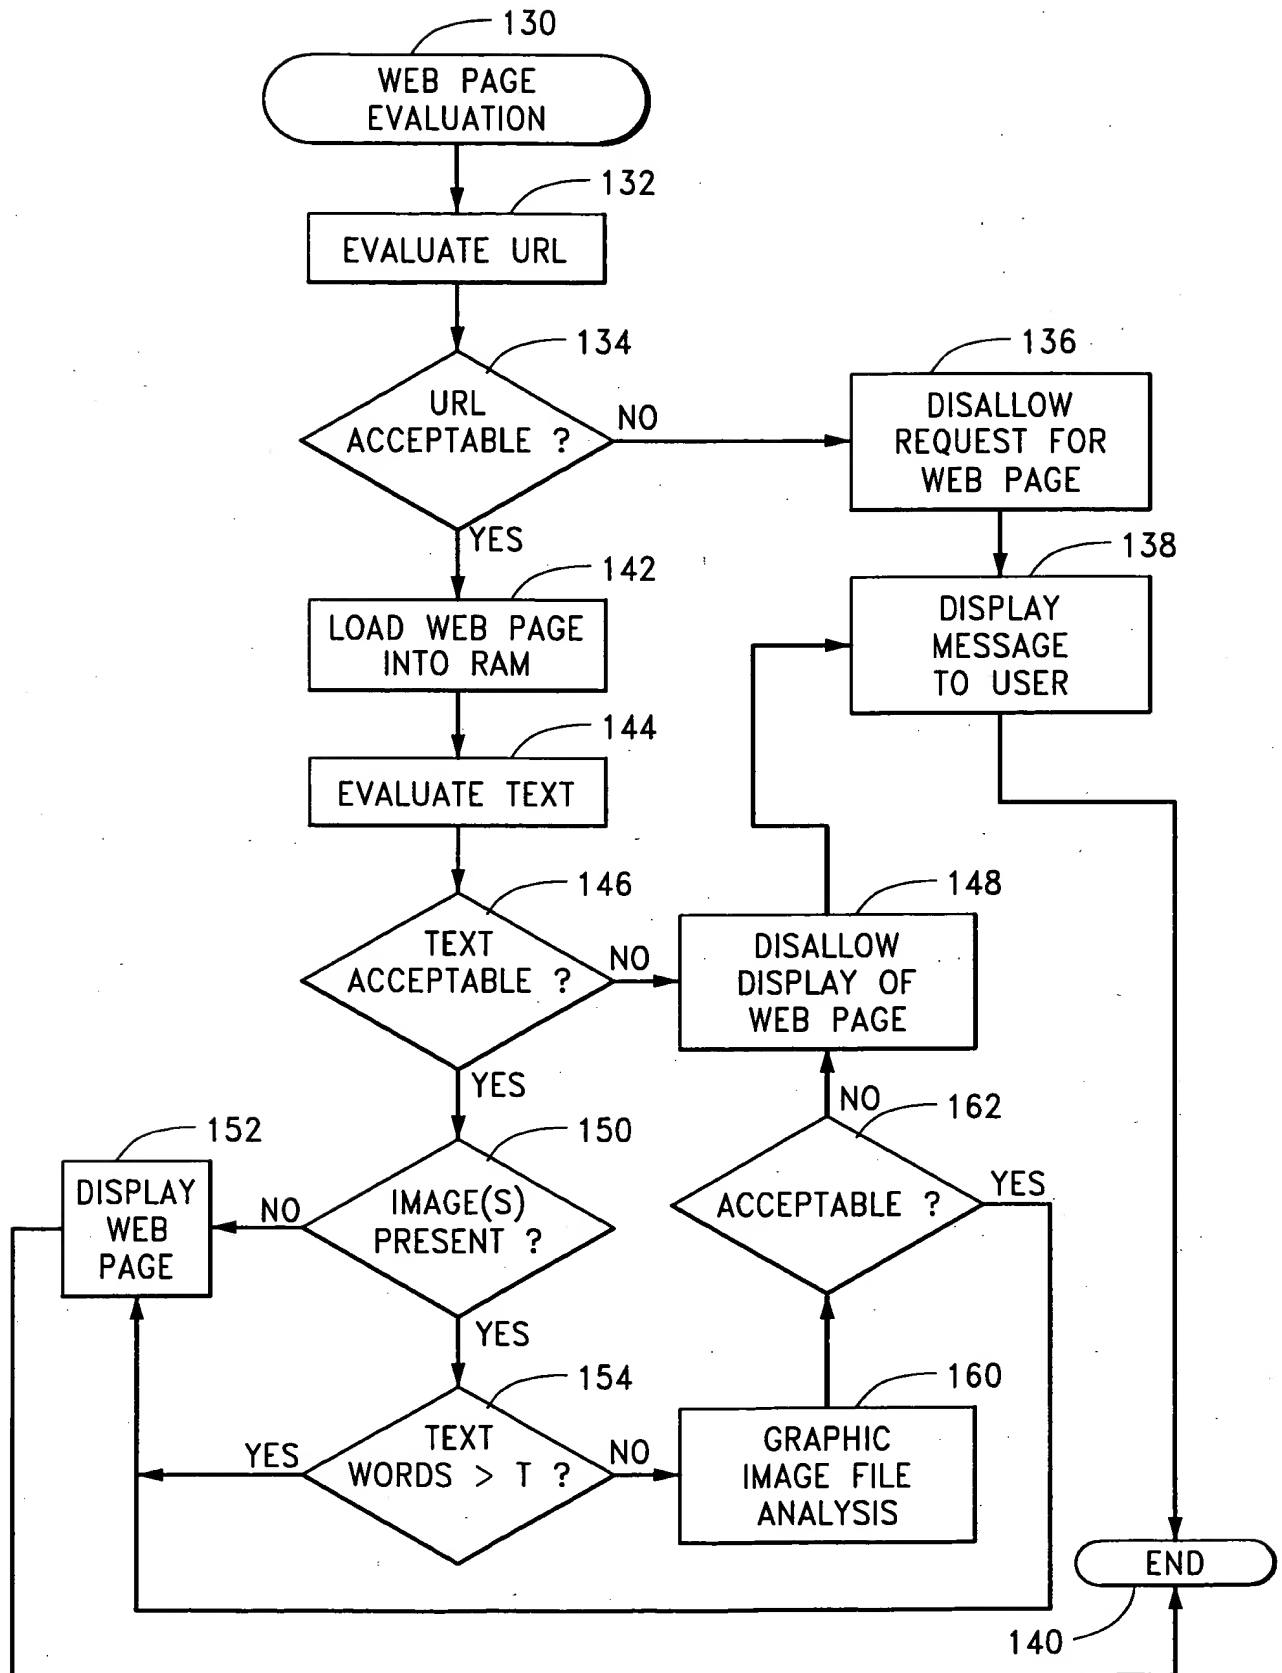 130
WEB PAGE
EVALUATION
132
EVALUATE URL
134
URL
ACCEPTABLE ?
NO
YES
136
DISALLOW
REQUEST FOR
WEB PAGE
138
DISPLAY
MESSAGE
TO USER
142
LOAD WEB PAGE
INTO RAM
144
EVALUATE TEXT
146
TEXT
ACCEPTABLE ?
NO
YES
148
DISALLOW
DISPLAY OF
WEB PAGE
150
IMAGE(S)
PRESENT ?
NO
YES
152
DISPLAY
WEB
PAGE
154
TEXT
WORDS > T ?
YES
NO
160
GRAPHIC
IMAGE FILE
ANALYSIS
162
ACCEPTABLE ?
NO
YES
END
140